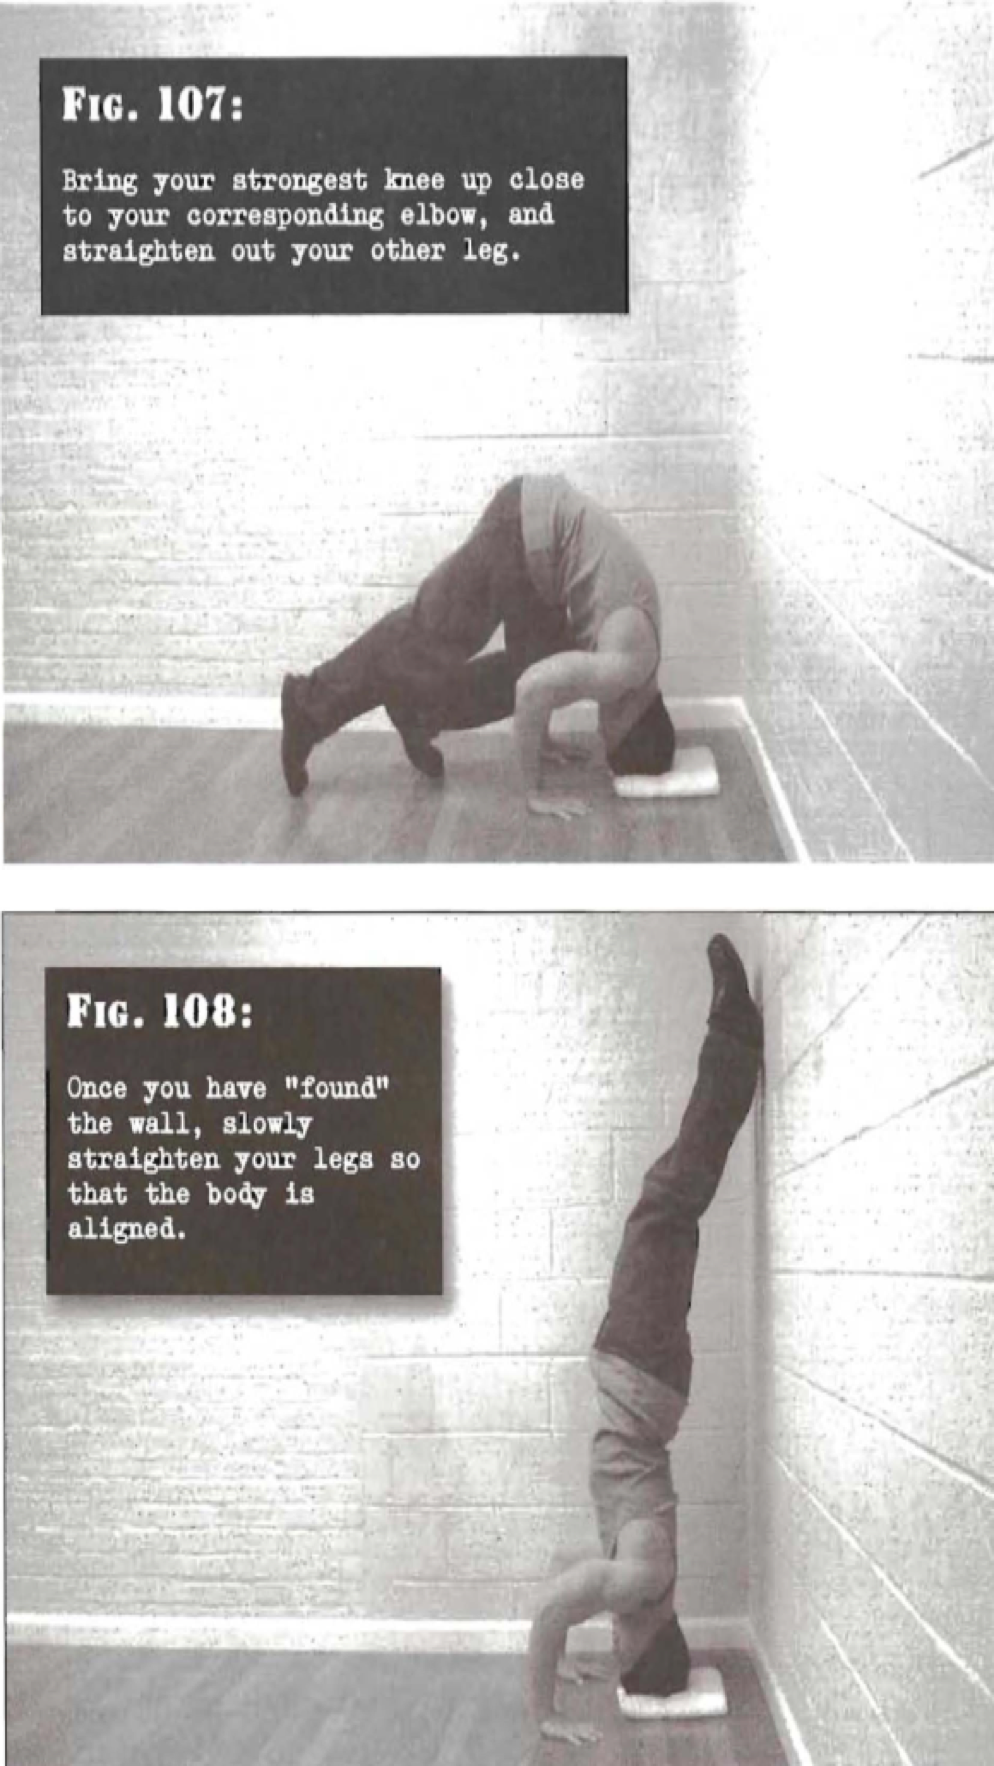 FIG. 107:
Bring your strongest knee up close
to your corresponding elbow, and
straighten out your other leg.
FIG. 108:
Once you have "found"
the wall, slowly
straighten your legs so
that the body is
aligned.